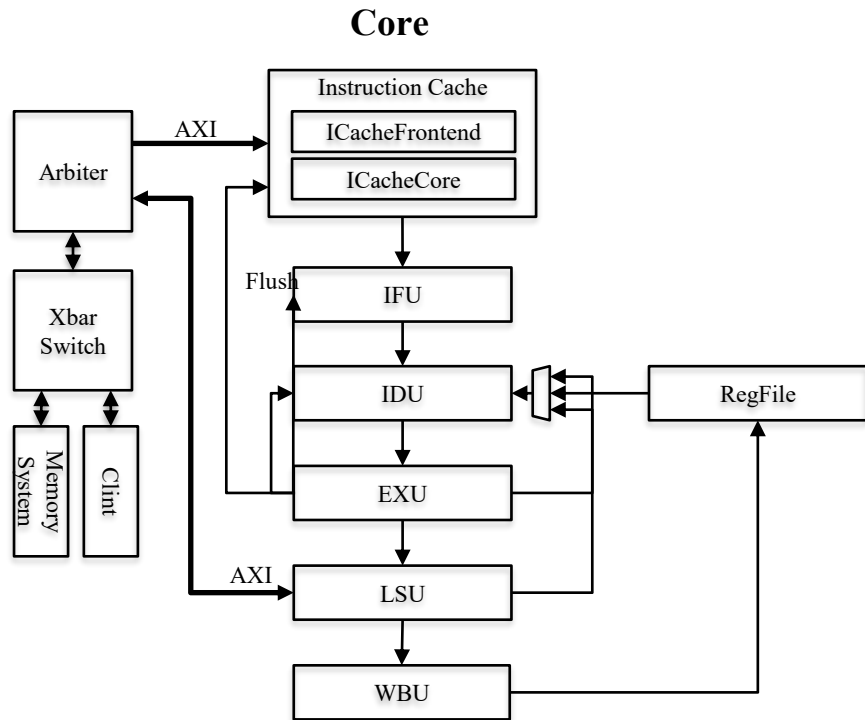 Core
Instruction Cache
ICacheFrontend
ICacheCore
AXI
Arbiter
Flush
IFU
Xbar
Switch
IDU
RegFile
Memory
System
Clint
EXU
AXI
LSU
WBU